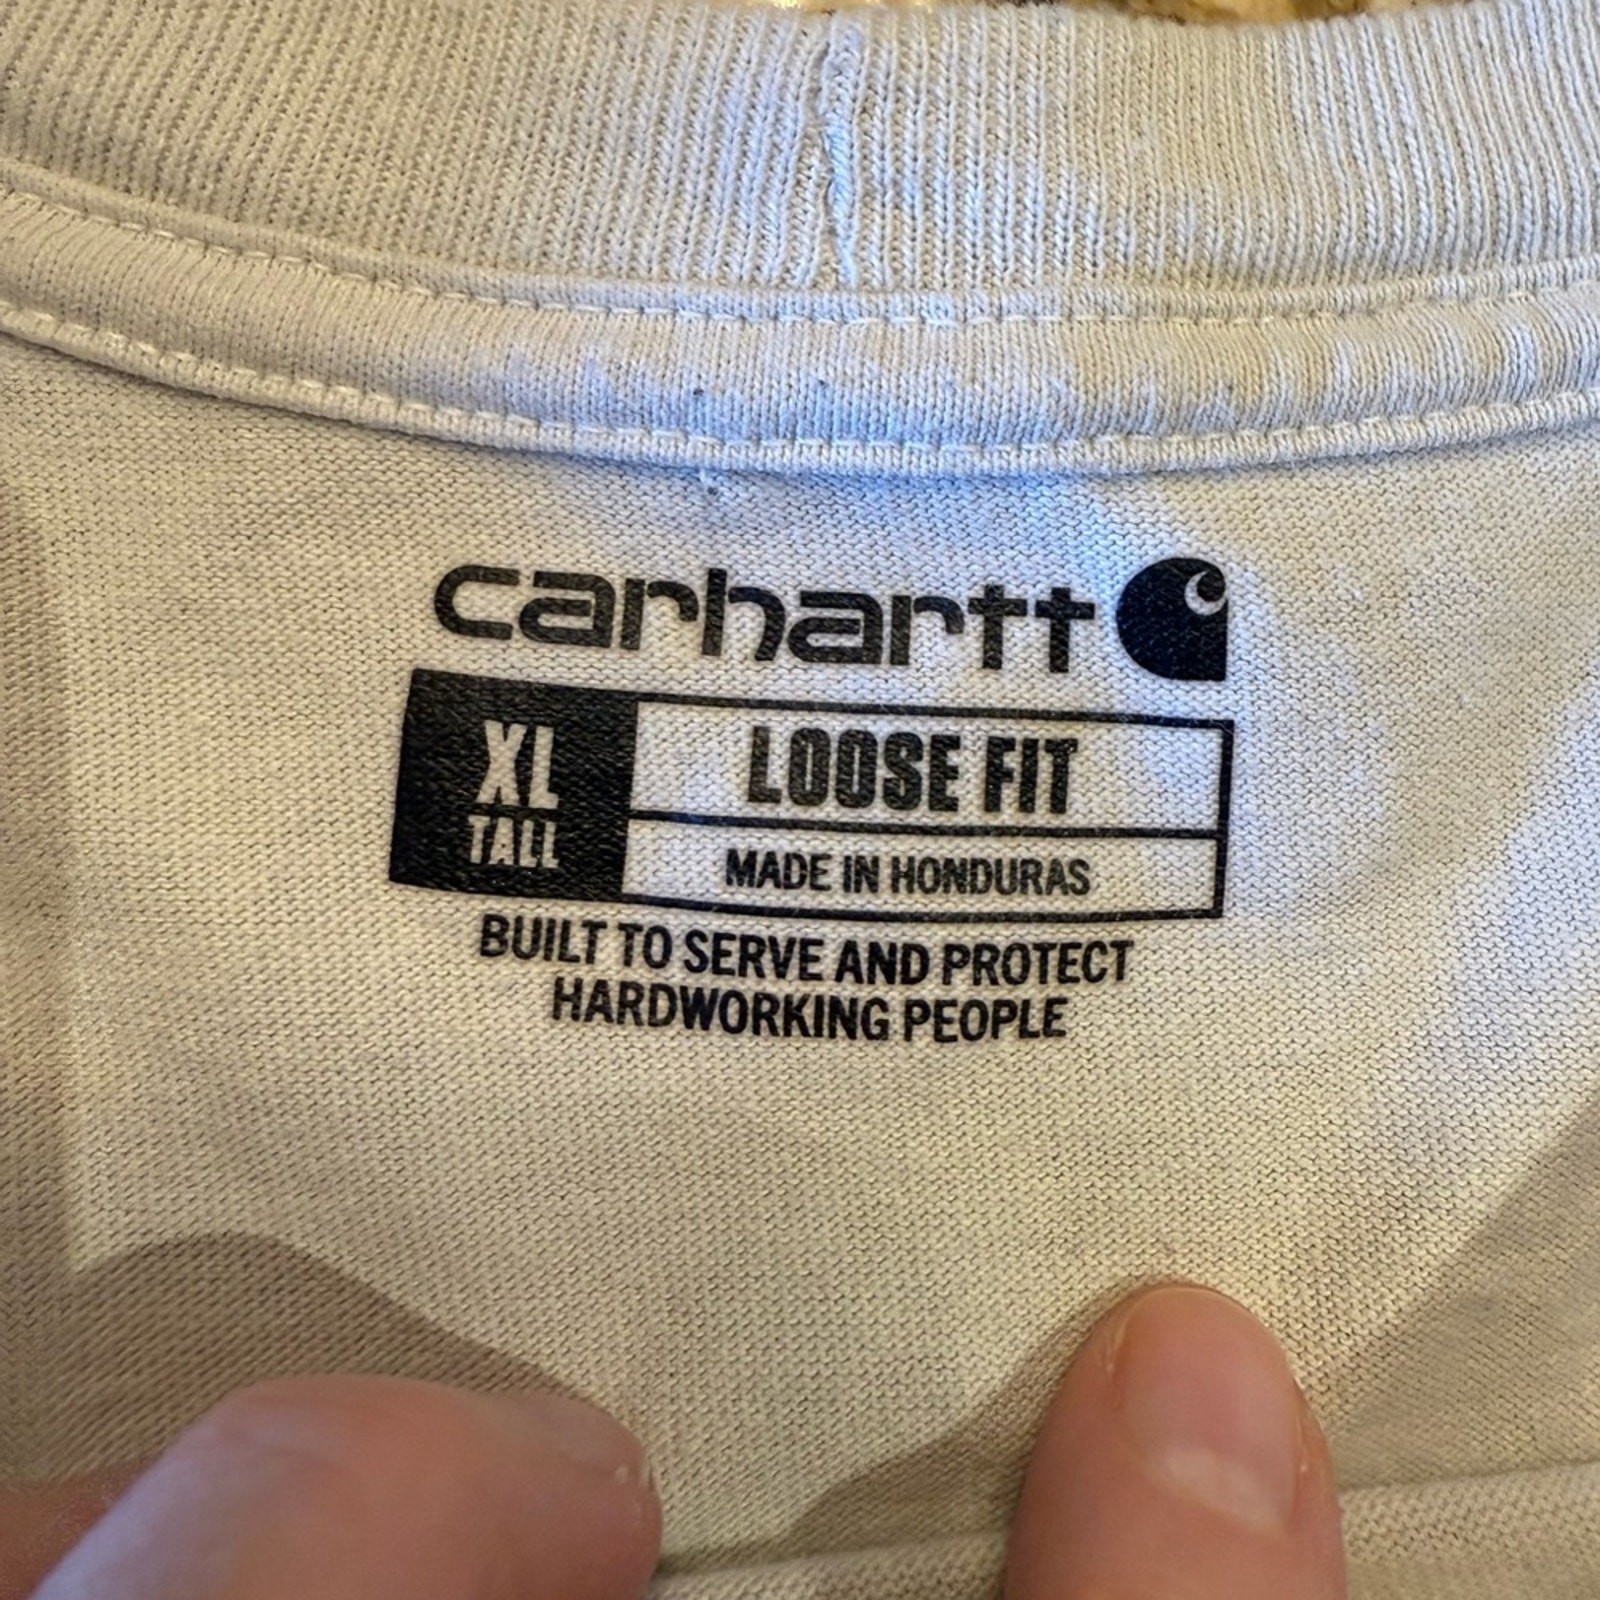 carhartt
XL
TALL
LOOSE FIT
MADE IN HONDURAS
BUILT TO SERVE AND PROTECT
HARDWORKING PEOPLE